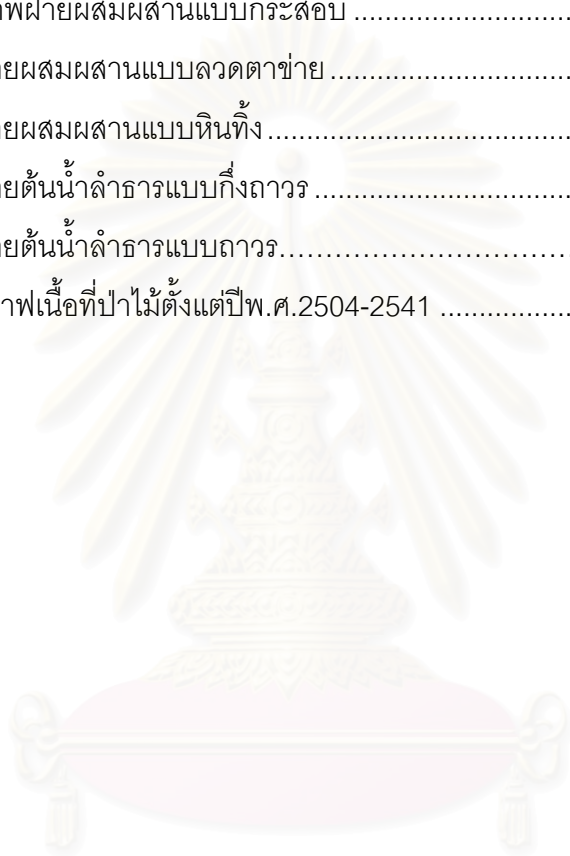 าพฝายผสมผสานแบบกระสอบ ................................
ายผสมผสานแบบลวดตาข่าย ................................
ายผสมผสานแบบหินทิ้ง ........................................
ายต้นน้ำลำธารแบบกึ่งถาวร ..................................
ายต้นน้ำลำธารแบบถาวร................................
าฟเนื้อที่ป่าไม้ตั้งแต่ปีพ.ศ.2504-2541 .................